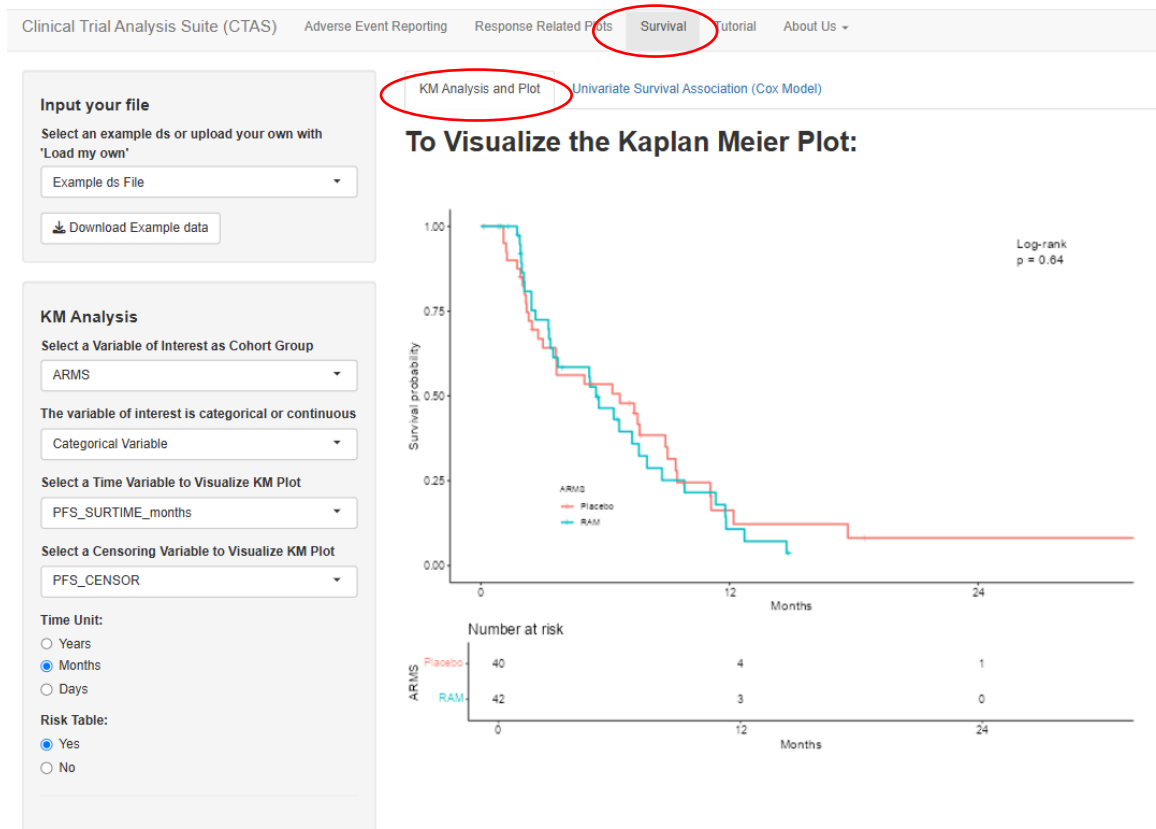 Clinical Trial Analysis Suite (CTAS) Adverse Event Reporting Response Related Plots Survival Tutorial About Us
Input your file
Select an example ds or upload your own with
'Load my own'
Example ds File
Download Example data
KM Analysis
Select a Variable of Interest as Cohort Group
ARMS
The variable of interest is categorical or continuous
Categorical Variable
Select a Time Variable to Visualize KM Plot
PFS_SURTIME_months
Select a Censoring Variable to Visualize KM Plot
PFS_CENSOR
Time Unit:
Years
Months
Days
Risk Table:
Yes
No
KM Analysis and Plot Univariate Survival Association (Cox Model)
To Visualize the Kaplan Meier Plot:
Survival probability
1.00
0.75
0.50
0.25
0.00
Log-rank
p = 0.64
ARMS
Placebo
RAM
0 12 24
Months
Number at risk
ARMS
Placebo 40 4 1
RAM 42 3 0
0 12 24
Months